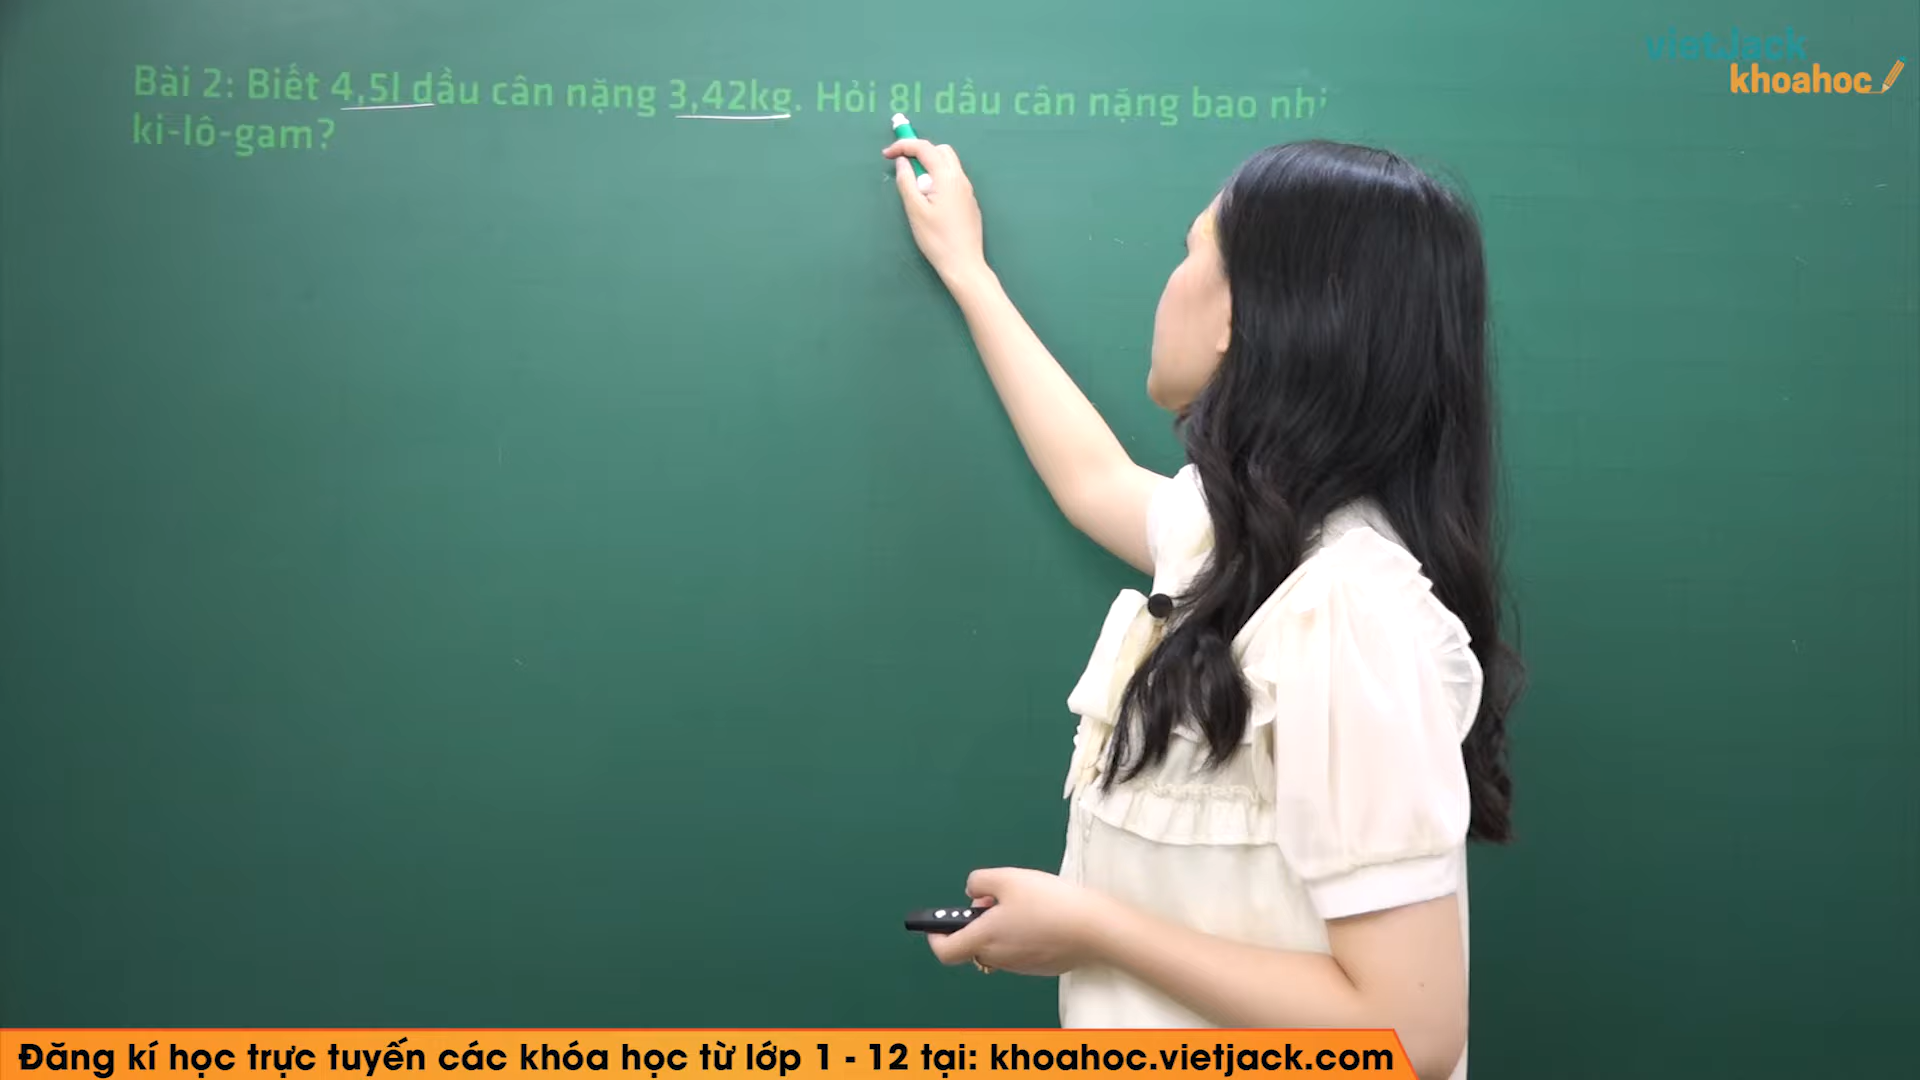 vietJack
khoahoc
Bài 2: Biết 4,5l dầu cân nặng 3,42kg. Hỏi 8l dầu cân nặng bao
ki-lô-gam?
Đăng kí học trực tuyến các khóa học từ lớp 1 - 12 tại: khoahoc.vietjack.com